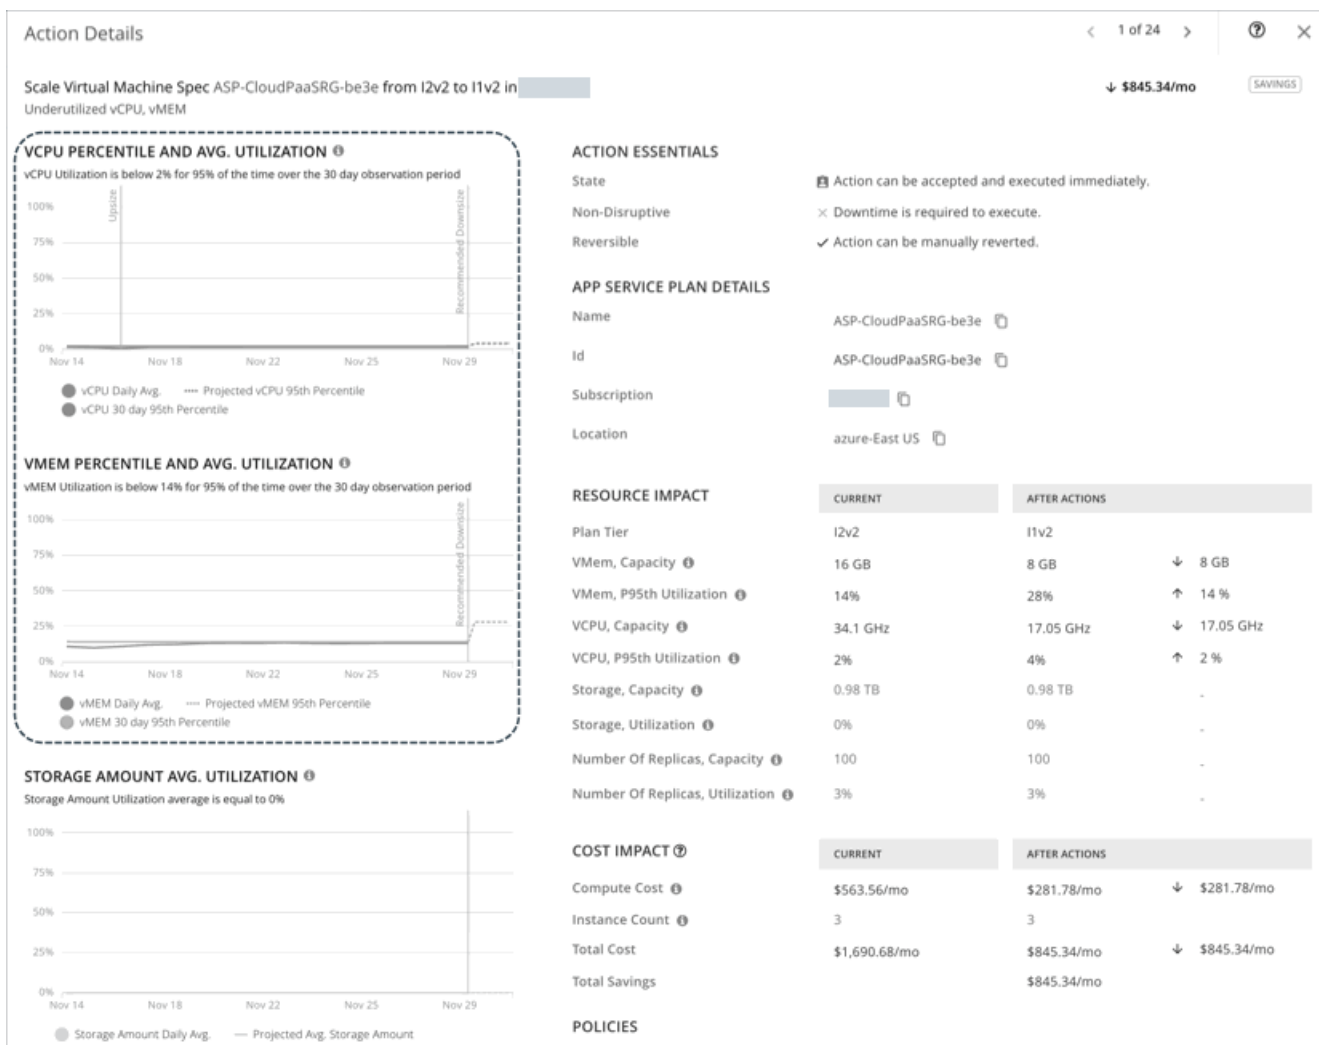 Action Details
1 of 24
Scale Virtual Machine Spec ASP-CloudPaaSRG-be3e from I2v2 to I1v2 in
$845.34/mo
SAVINGS
Underutilized vCPU, vMEM
VCPU PERCENTILE AND AVG. UTILIZATION
vCPU Utilization is below 2% for 95% of the time over the 30 day observation period
100%
75%
50%
25%
0%
Upsize
Recommended Downsize
Nov 14 Nov 18 Nov 22 Nov 25 Nov 29
vCPU Daily Avg. Projected vCPU 95th Percentile
vCPU 30 day 95th Percentile
VMEM PERCENTILE AND AVG. UTILIZATION
vMEM Utilization is below 14% for 95% of the time over the 30 day observation period
100%
75%
50%
25%
0%
Recommended Downsize
Nov 14 Nov 18 Nov 22 Nov 25 Nov 29
vMEM Daily Avg. Projected vMEM 95th Percentile
vMEM 30 day 95th Percentile
STORAGE AMOUNT AVG. UTILIZATION
Storage Amount Utilization average is equal to 0%
100%
75%
50%
25%
0%
Nov 14 Nov 18 Nov 22 Nov 25 Nov 29
Storage Amount Daily Avg. Projected Avg. Storage Amount
ACTION ESSENTIALS
State Action can be accepted and executed immediately.
Non-Disruptive Downtime is required to execute.
Reversible Action can be manually reverted.
APP SERVICE PLAN DETAILS
Name ASP-CloudPaaSRG-be3e
Id ASP-CloudPaaSRG-be3e
Subscription
Location azure-East US
RESOURCE IMPACT CURRENT AFTER ACTIONS
Plan Tier I2v2 I1v2
VMem, Capacity 16 GB 8 GB 8 GB
VMem, P95th Utilization 14% 28% 14 %
VCPU, Capacity 34.1 GHz 17.05 GHz 17.05 GHz
VCPU, P95th Utilization 2% 4% 2 %
Storage, Capacity 0.98 TB 0.98 TB -
Storage, Utilization 0% 0% -
Number Of Replicas, Capacity 100 100 -
Number Of Replicas, Utilization 3% 3% -
COST IMPACT CURRENT AFTER ACTIONS
Compute Cost $563.56/mo $281.78/mo $281.78/mo
Instance Count 3 3
Total Cost $1,690.68/mo $845.34/mo $845.34/mo
Total Savings $845.34/mo
POLICIES